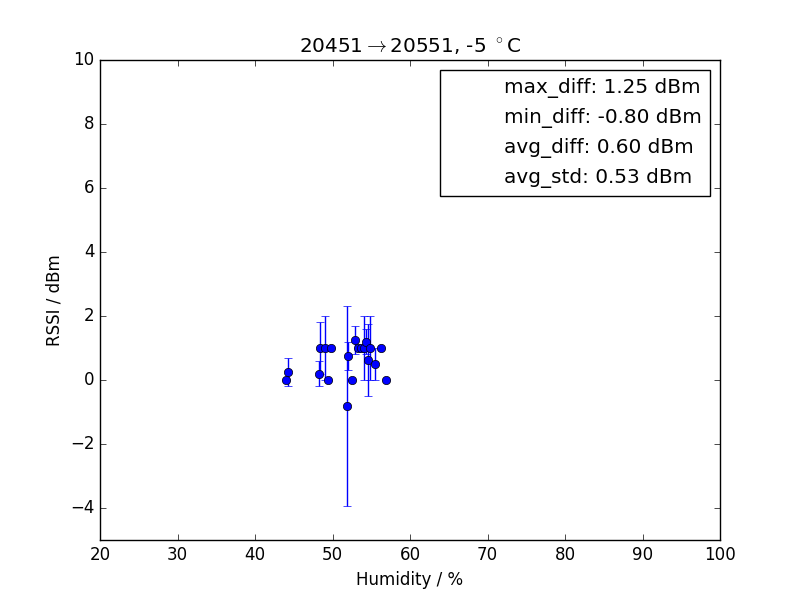 20451→20551, -5 °C
max_diff: 1.25 dBm
min_diff: -0.80 dBm
avg_diff: 0.60 dBm
avg_std: 0.53 dBm
10
8
6
4
2
0
−2
−4
RSSI / dBm
20 30 40 50 60 70 80 90 100
Humidity / %